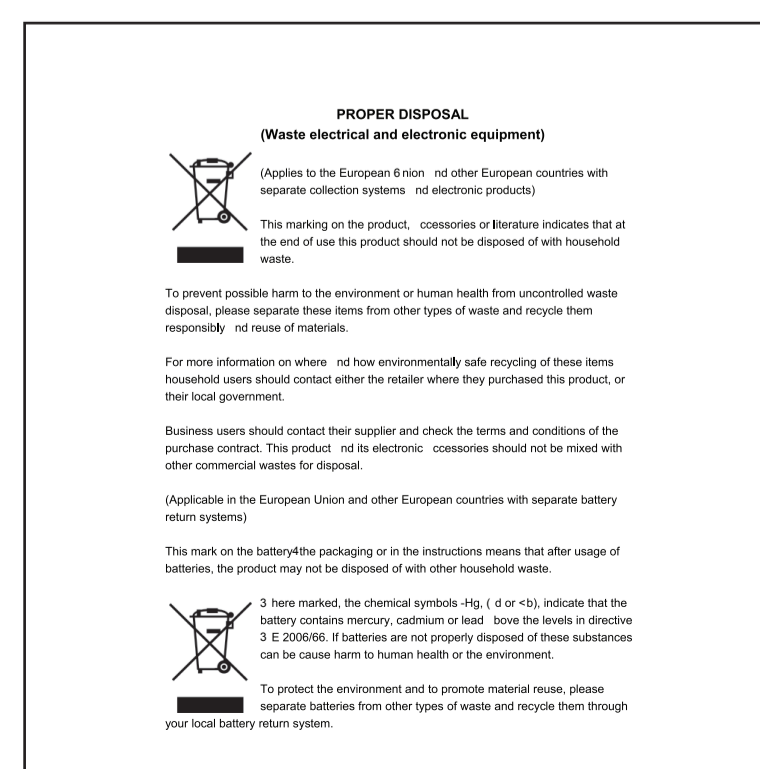 PROPER DISPOSAL
(Waste electrical and electronic equipment)
(Applies to the European 6 nion nd other European countries with
separate collection systems nd electronic products)
This marking on the product, ccessories or literature indicates that at
the end of use this product should not be disposed of with household
waste.
To prevent possible harm to the environment or human health from uncontrolled waste
disposal, please separate these items from other types of waste and recycle them
responsibly nd reuse of materials.
For more information on where nd how environmentally safe recycling of these items
household users should contact either the retailer where they purchased this product, or
their local government.
Business users should contact their supplier and check the terms and conditions of the
purchase contract. This product nd its electronic ccessories should not be mixed with
other commercial wastes for disposal.
(Applicable in the European Union and other European countries with separate battery
return systems)
This mark on the battery4the packaging or in the instructions means that after usage of
batteries, the product may not be disposed of with other household waste.
3 here marked, the chemical symbols -Hg, ( d or <b), indicate that the
battery contains mercury, cadmium or lead bove the levels in directive
3 E 2006/66. If batteries are not properly disposed of these substances
can be cause harm to human health or the environment.
To protect the environment and to promote material reuse, please
separate batteries from other types of waste and recycle them through
your local battery return system.